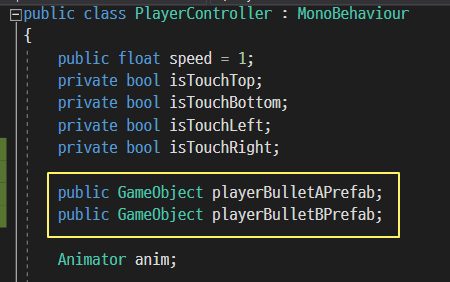 public class PlayerController : MonoBehaviour
{
public float speed = 1;
private bool isTouchTop;
private bool isTouchBottom;
private bool isTouchLeft;
private bool isTouchRight;
public GameObject playerBulletAPrefab;
public GameObject playerBulletBPrefab;
Animator anim;